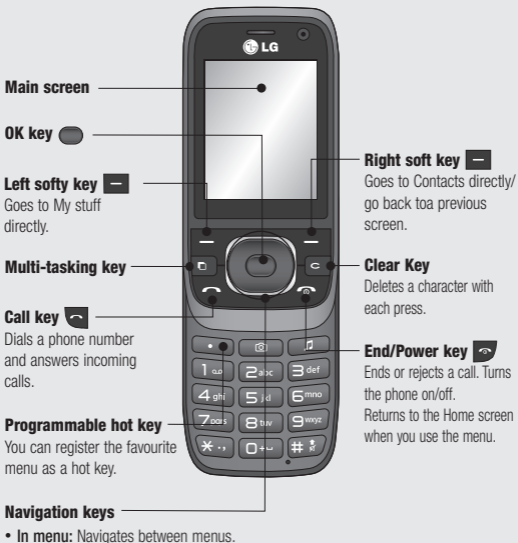 LG
Main screen
OK key
Left softy key
Goes to My stuff
directly.
Multi-tasking key
Call key
Dials a phone number
and answers incoming
calls.
Programmable hot key
You can register the favourite
menu as a hot key.
Navigation keys
• In menu: Navigates between menus.
Right soft key
Goes to Contacts directly/
go back toa previous
screen.
Clear Key
Deletes a character with
each press.
End/Power key
Ends or rejects a call. Turns
the phone on/off.
Returns to the Home screen
when you use the menu.
C
1 2abc 3def
4ghi 5jkl 6mno
7pqrs 8tuv 9wxyz
* 0+ #